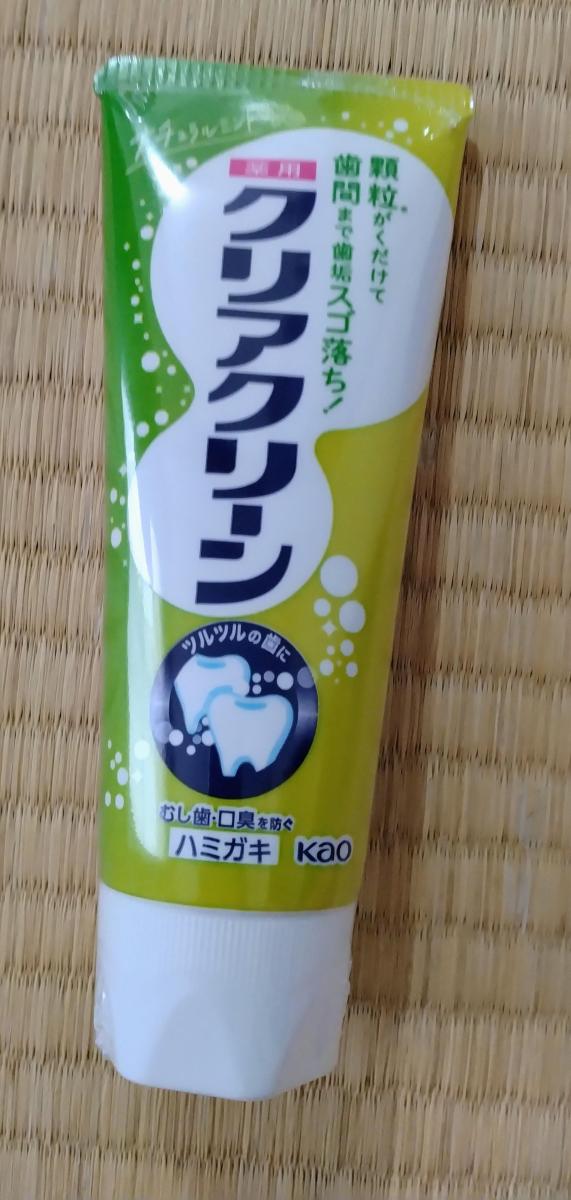 ナチュラルミント
薬用
クリアクリーン
顆粒*がくだけて
歯間まで歯垢スゴ落ち!
ツルツルの歯に
むし歯・口臭を防ぐ
ハミガキ
Kao